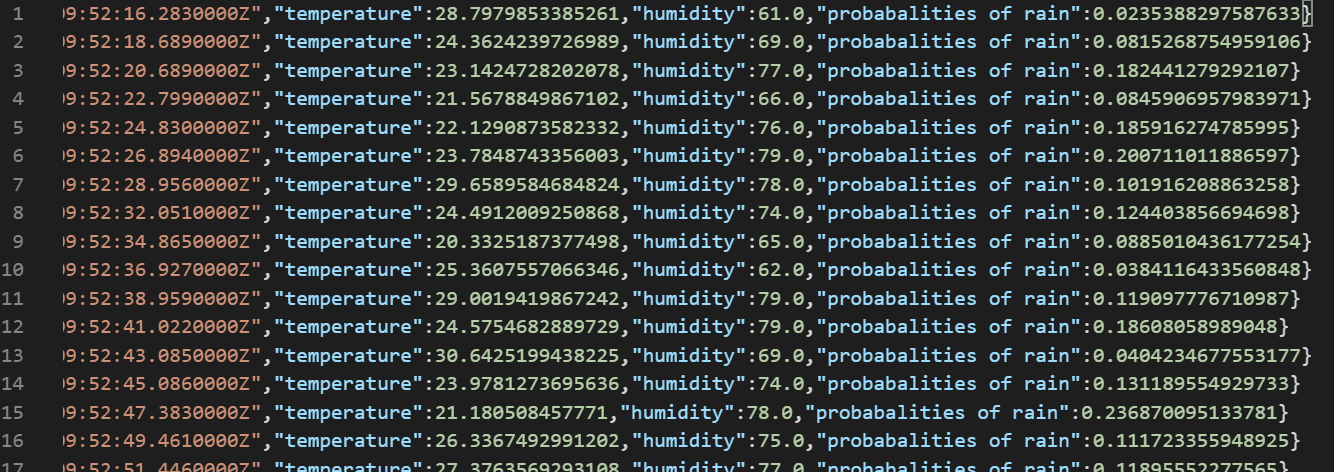 1 09:52:16.2830000Z","temperature":28.7979853385261,"humidity":61.0,"probabalities of rain":0.0235388297587633}
2 09:52:18.6890000Z","temperature":24.3624239726989,"humidity":69.0,"probabalities of rain":0.0815268754959106}
3 09:52:20.6890000Z","temperature":23.1424728202078,"humidity":77.0,"probabalities of rain":0.182441279292107}
4 09:52:22.7990000Z","temperature":21.5678849867102,"humidity":66.0,"probabalities of rain":0.0845906957983971}
5 09:52:24.8300000Z","temperature":22.1290873582332,"humidity":76.0,"probabalities of rain":0.185916274785995}
6 09:52:26.8940000Z","temperature":23.7848743356003,"humidity":79.0,"probabalities of rain":0.200711011886597}
7 09:52:28.9560000Z","temperature":29.6589584684824,"humidity":78.0,"probabalities of rain":0.101916208863258}
8 09:52:32.0510000Z","temperature":24.4912009250868,"humidity":74.0,"probabalities of rain":0.124403856694698}
9 09:52:34.8650000Z","temperature":20.3325187377498,"humidity":65.0,"probabalities of rain":0.0885010436177254}
10 09:52:36.9270000Z","temperature":25.3607557066346,"humidity":62.0,"probabalities of rain":0.0384116433560848}
11 09:52:38.9590000Z","temperature":29.0019419867242,"humidity":79.0,"probabalities of rain":0.119097776710987}
12 09:52:41.0220000Z","temperature":24.5754682889729,"humidity":79.0,"probabalities of rain":0.18608058989048}
13 09:52:43.0850000Z","temperature":30.6425199438225,"humidity":69.0,"probabalities of rain":0.0404234677553177}
14 09:52:45.0860000Z","temperature":23.9781273695636,"humidity":74.0,"probabalities of rain":0.131189554929733}
15 09:52:47.3830000Z","temperature":21.180508457771,"humidity":78.0,"probabalities of rain":0.236870095133781}
16 09:52:49.4610000Z","temperature":26.3367492991202,"humidity":75.0,"probabalities of rain":0.111723355948925}
17 09:52:51.4460000Z","temperature":27.3763569293108,"humidity":77.0,"probabalities of rain":0.11895552277565}